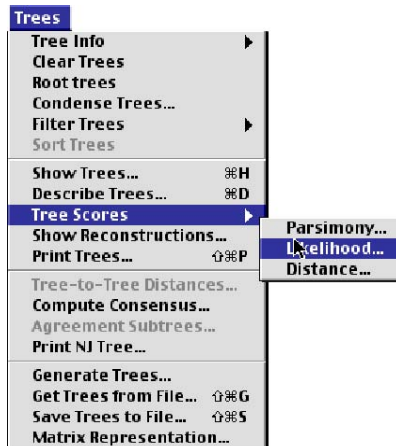 Trees
Tree Info
Clear Trees
Root trees
Condense Trees...
Filter Trees
Sort Trees
Show Trees... ⌘H
Describe Trees... ⌘D
Tree Scores
Parsimony...
Likelihood...
Distance...
Show Reconstructions...
Print Trees... ⇧⌘P
Tree-to-Tree Distances...
Compute Consensus...
Agreement Subtrees...
Print NJ Tree...
Generate Trees...
Get Trees from File... ⇧⌘G
Save Trees to File... ⇧⌘S
Matrix Representation...